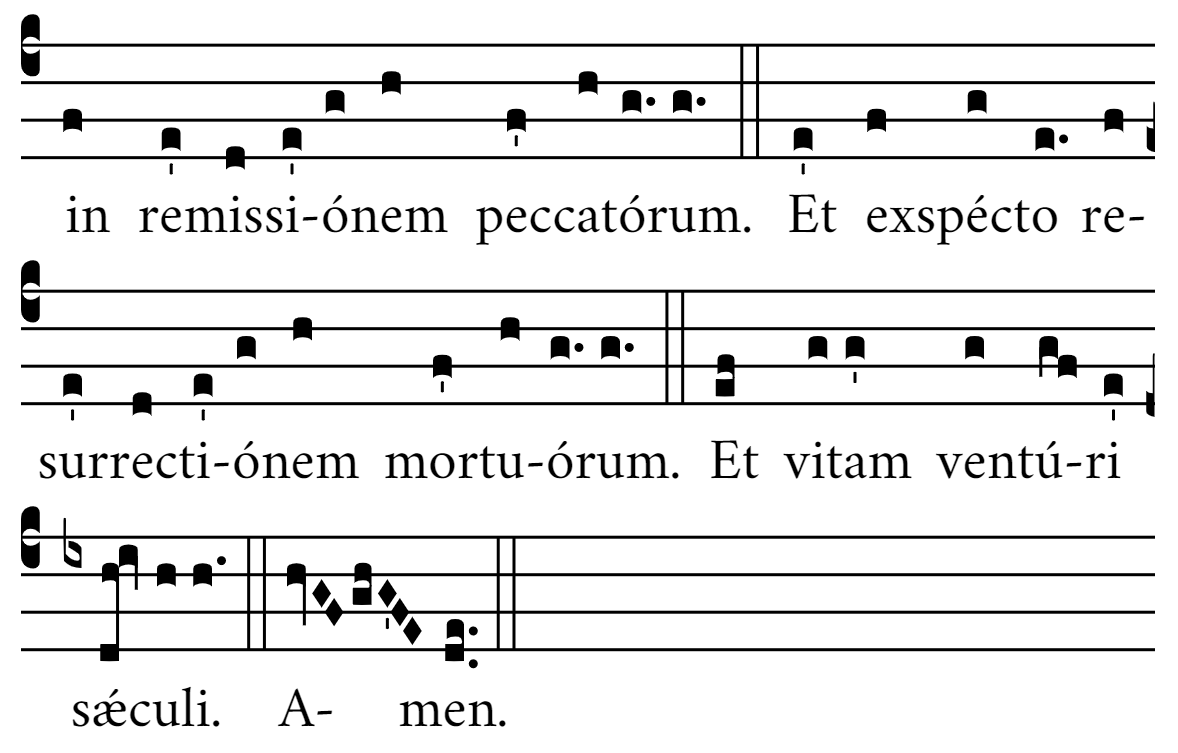 in remissi-ónem peccatórum. Et exspécto re-
surrecti-ónem mortu-órum. Et vitam ventú-ri
sǽculi. A- men.